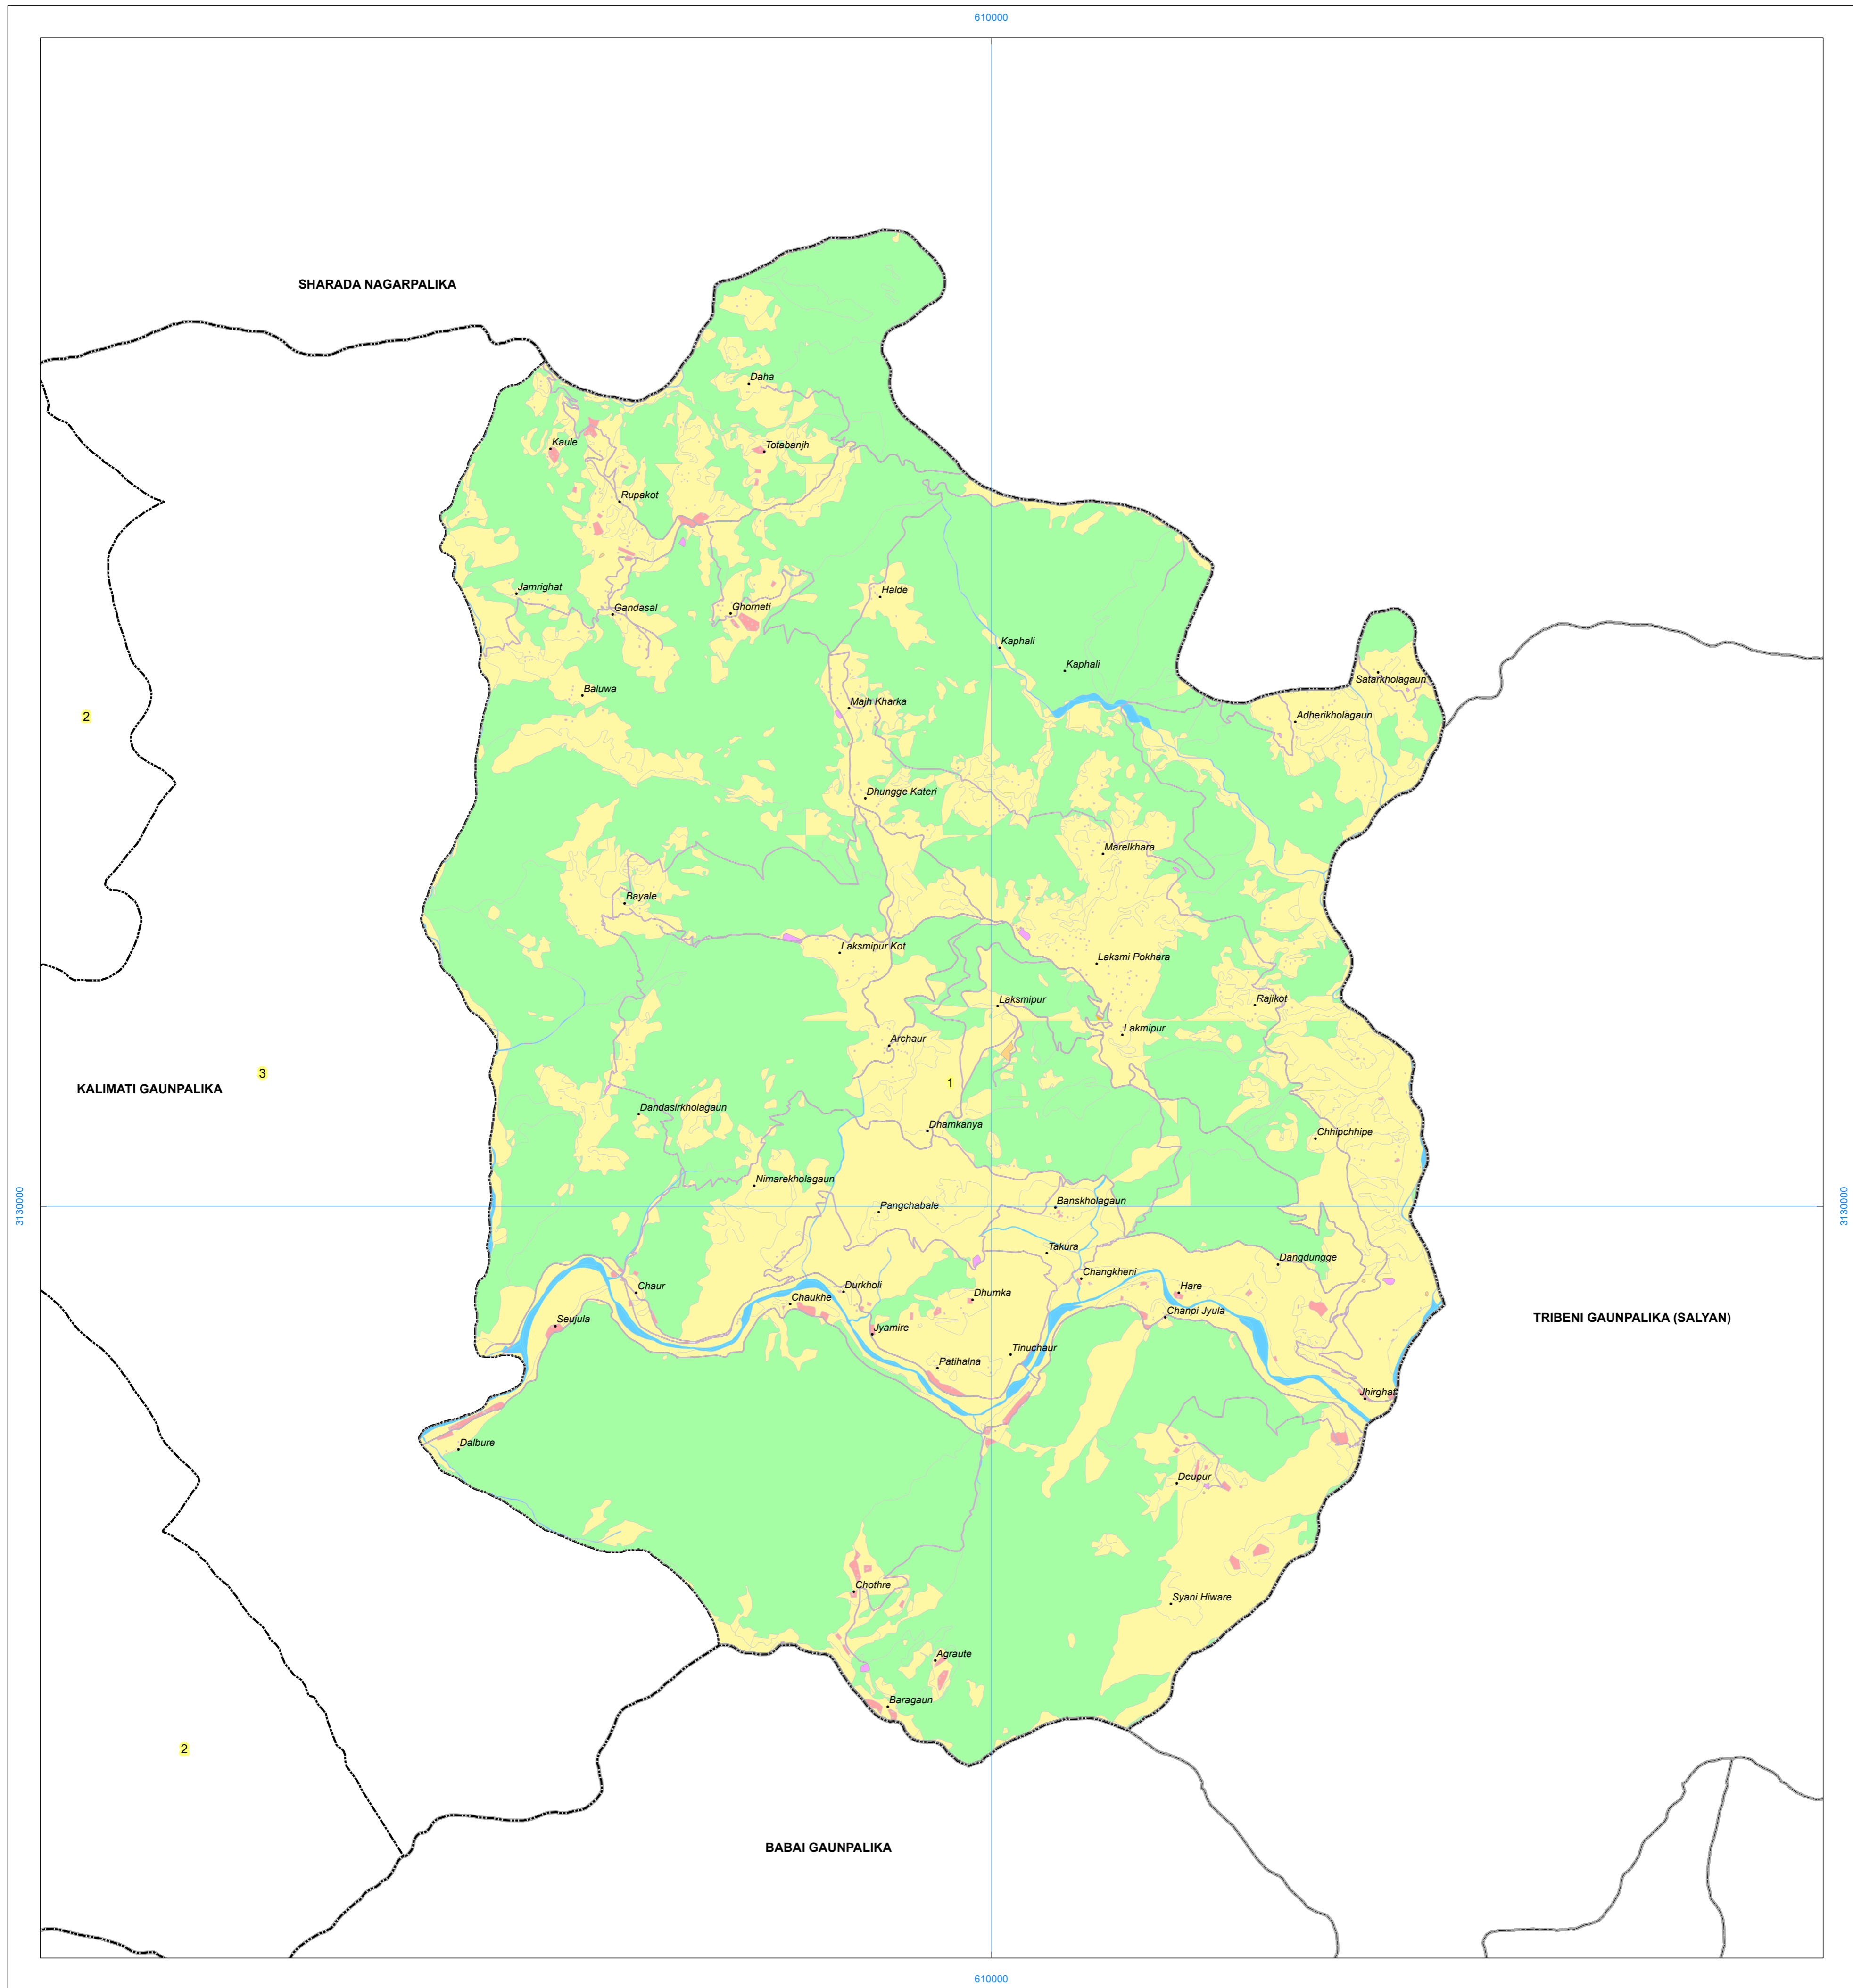 610000
SHARADA NAGARPALIKA
Daha
Kaule
Totabanjh
Rupakot
Jamrighat
Halde
Gandasal
Ghorneti
Kaphali
Kaphali
Satarkholagaun
Baluwa
Majh Kharka
2
Adherikholagaun
Dhungge Kateri
Marelkhara
Bayale
Laksmipur Kot
Laksmi Pokhara
Laksmipur
Rajikot
Lakmipur
Archaur
3
1
KALIMATI GAUNPALIKA
Dandasirkholagaun
Dhamkanya
Chhipchhipe
Nimarekholagaun
Banskholagaun
Pangchabale
3130000
3130000
Takura
Dangdungge
Changkheni
Chaur
Durkholi
Hare
Chaukhe
Dhumka
Chanpi Jyula
Seujula
Jyamire
TRIBENI GAUNPALIKA (SALYAN)
Tinuchaur
Patihalna
Jhirghat
Dalbure
Deupur
Chothre
Syani Hiware
Agraute
Baragaun
2
BABAI GAUNPALIKA
610000